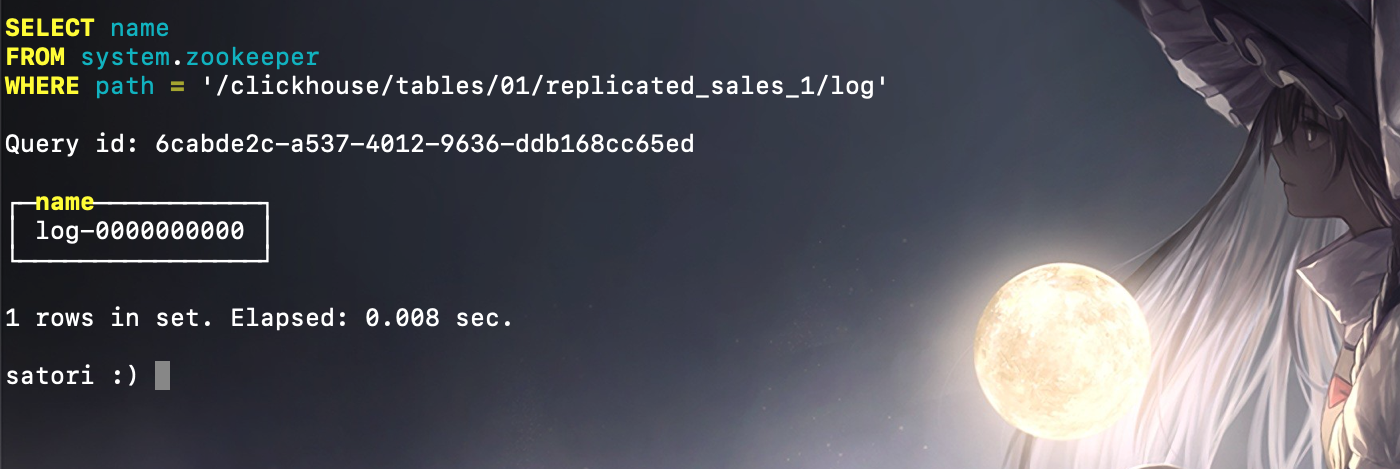 SELECT name
FROM system.zookeeper
WHERE path = '/clickhouse/tables/01/replicated_sales_1/log'
Query id: 6cabde2c-a537-4012-9636-ddb168cc65ed
name
log-0000000000
1 rows in set. Elapsed: 0.008 sec.
satori :)